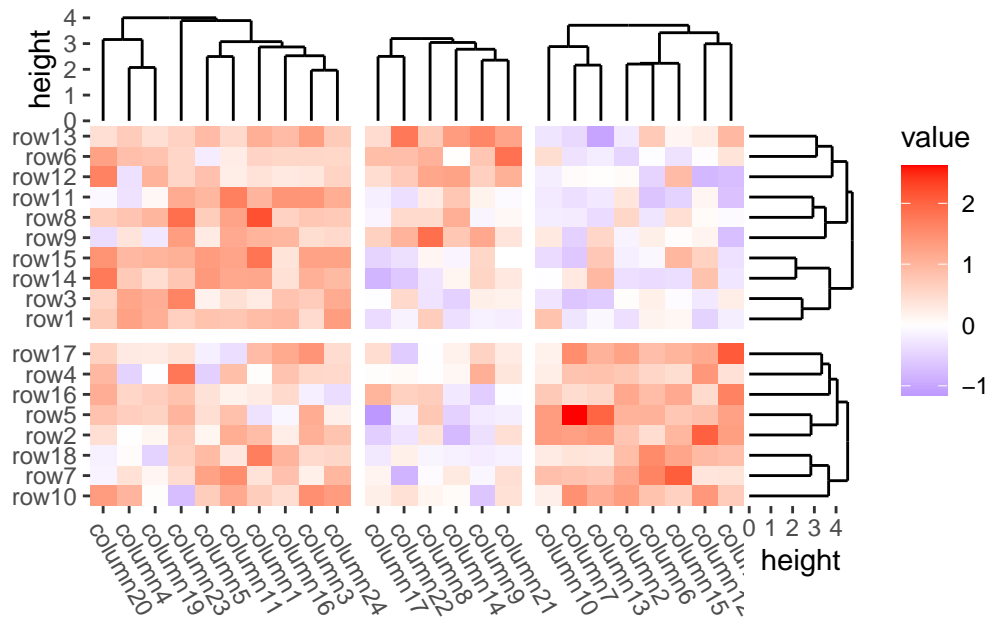 4
3
2
1
0
height
row13
row6
row12
row11
row8
row9
row15
row14
row3
row1
row17
row4
row16
row5
row2
row18
row7
row10
column20
column4
column19
column23
column5
column11
column1
column16
column3
column24
column17
column22
column8
column14
column9
column21
column10
column7
column13
column2
column6
column15
0 1 2 3 4
height
value
2
1
0
−1